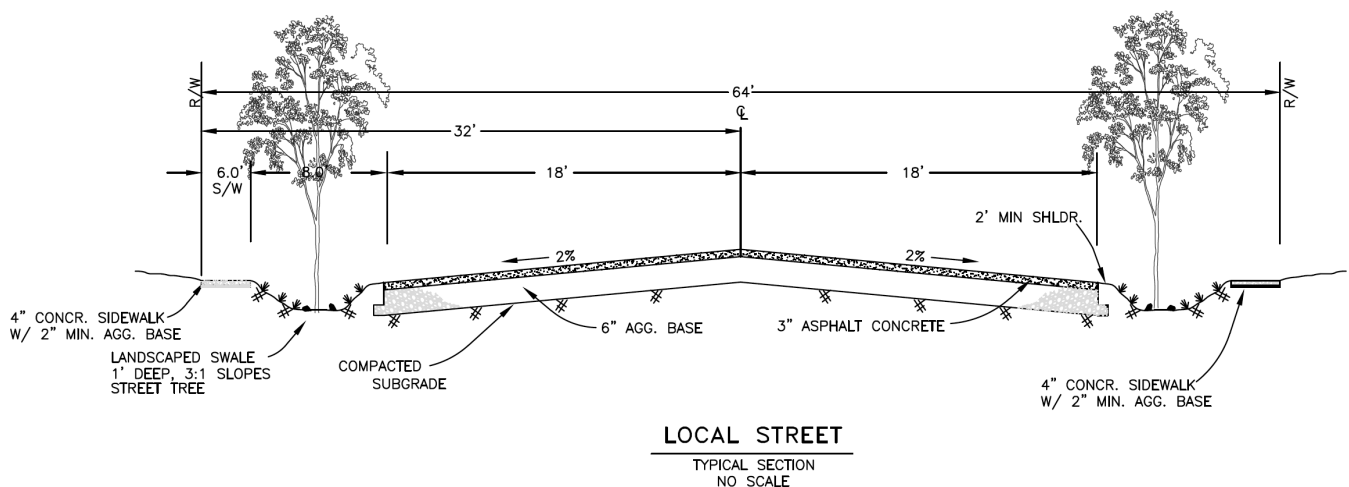 R/W
64'
R/W
℄
32'
6.0'
S/W
8.0'
18'
18'
2' MIN SHLDR.
2%
2%
4” CONCR. SIDEWALK
W/ 2” MIN. AGG. BASE
LANDSCAPED SWALE
1' DEEP, 3:1 SLOPES
STREET TREE
COMPACTED
SUBGRADE
6” AGG. BASE
3” ASPHALT CONCRETE
4” CONCR. SIDEWALK
W/ 2” MIN. AGG. BASE
LOCAL STREET
TYPICAL SECTION
NO SCALE